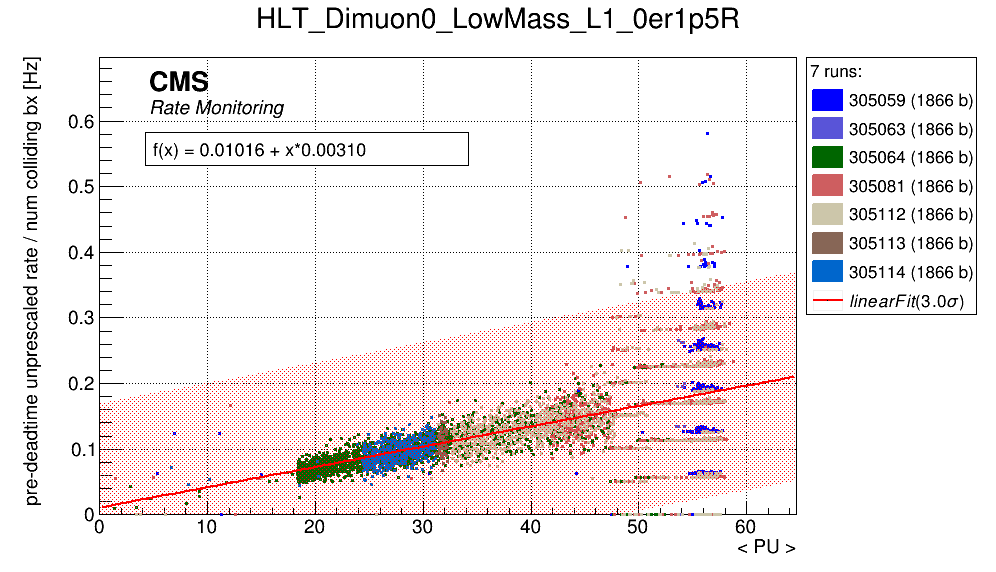 HLT_Dimuon0_LowMass_L1_0er1p5R
pre-deadtime unprescaled rate / num colliding bx [Hz]
CMS
Rate Monitoring
f(x) = 0.01016 + x*0.00310
0.6
0.5
0.4
0.3
0.2
0.1
0
0 10 20 30 40 50 60
< PU >
7 runs:
305059 (1866 b)
305063 (1866 b)
305064 (1866 b)
305081 (1866 b)
305112 (1866 b)
305113 (1866 b)
305114 (1866 b)
linearFit(3.0σ)